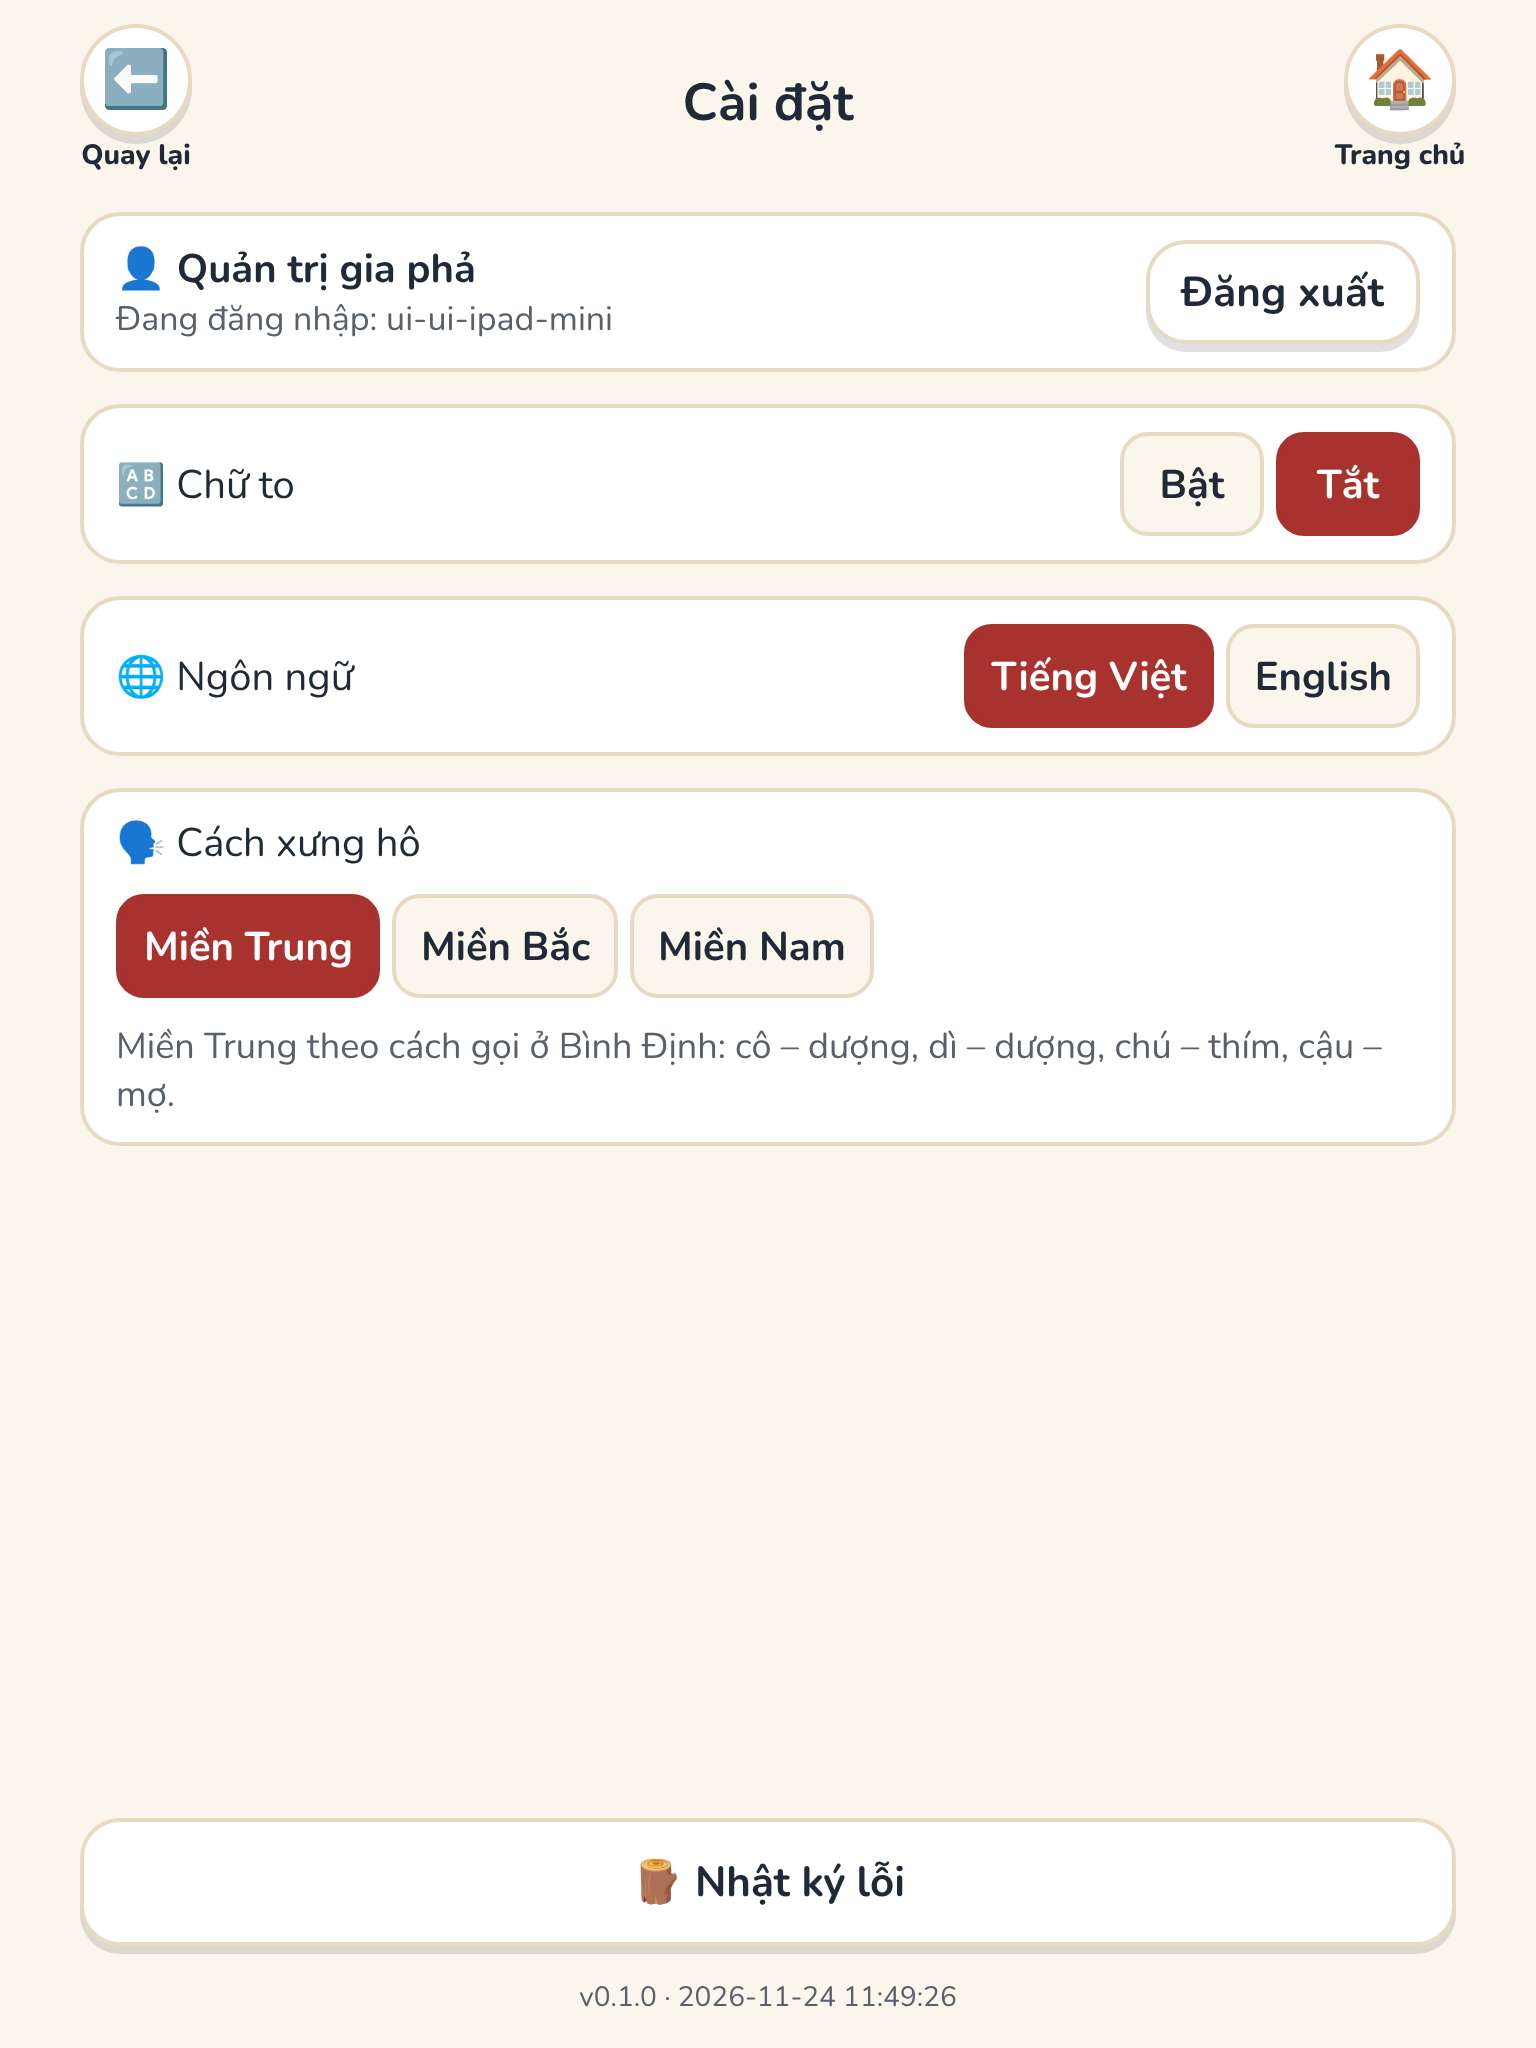 Cài đặt
Quay lại
Trang chủ
Quản trị gia phả
Đang đăng nhập: ui-ui-ipad-mini
Đăng xuất
Chữ to
Bật
Tắt
Ngôn ngữ
Tiếng Việt
English
Cách xưng hô
Miền Trung
Miền Bắc
Miền Nam
Miền Trung theo cách gọi ở Bình Định: cô – dượng, dì – dượng, chú – thím, cậu –
mợ.
Nhật ký lỗi
v0.1.0 · 2026-11-24 11:49:26